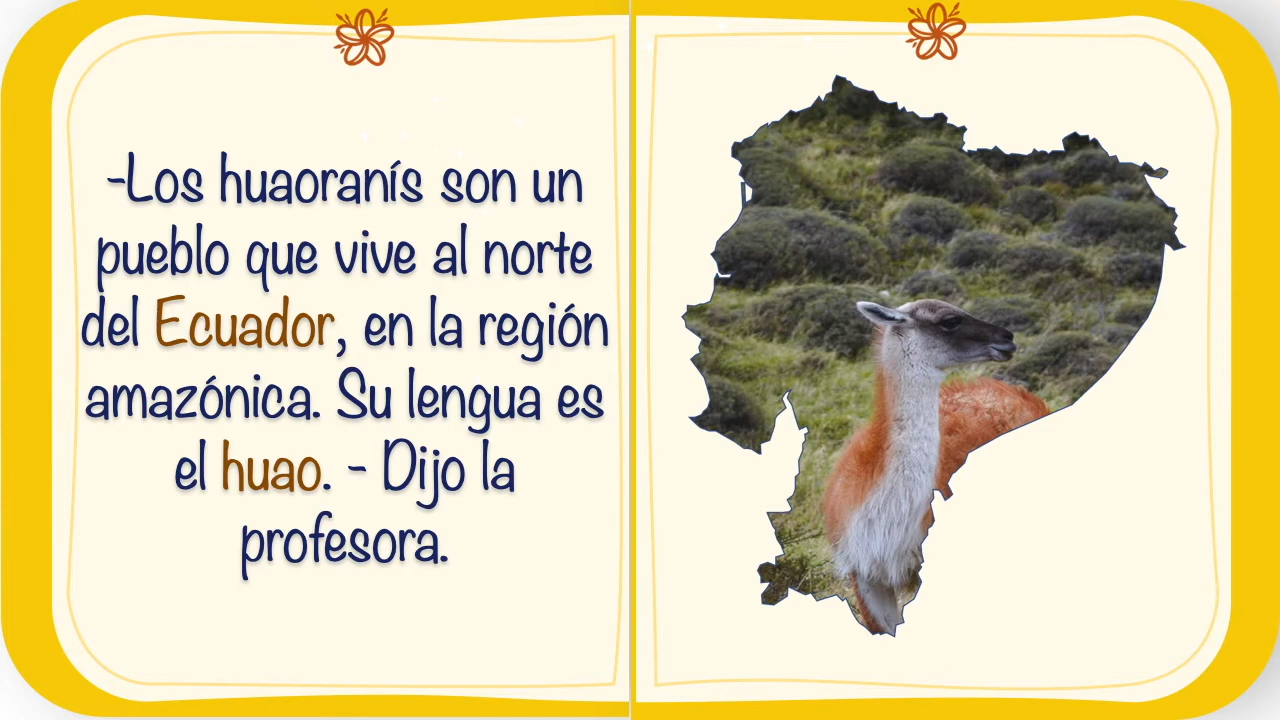 -Los huaoranís son un
pueblo que vive al norte
del Ecuador, en la región
amazónica. Su lengua es
el huao. - Dijo la
profesora.